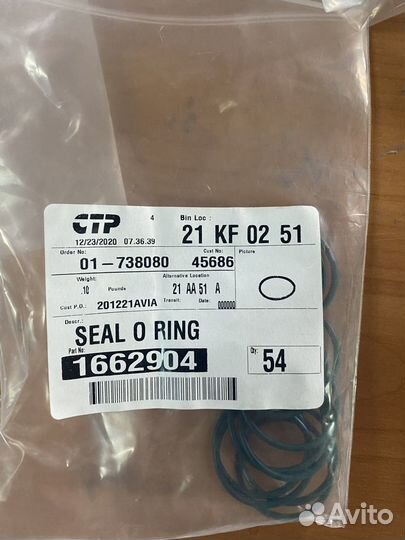 CTP 4 Bin Loc :
12/23/2020 07.36.39 21 KF 02 51
Order No: Cust No: Picture
01-738080 45686
Weight: Alternative Location
.10 Pounds 21 AA 51 A
Transit: Date:
Cust P.O.: 201221AVIA 000000
Descr.:
SEAL O RING
Part No: Qty:
1662904 54
Avito